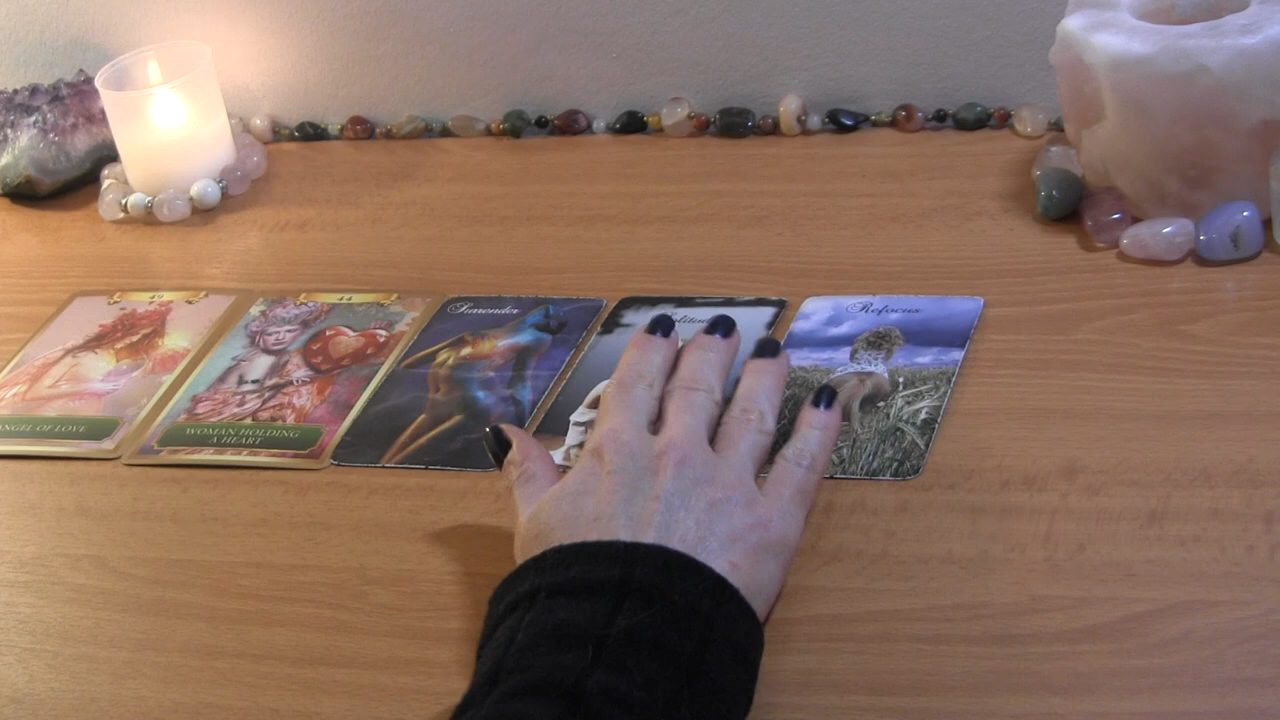 49
ANGEL OF LOVE
44
WOMAN HOLDING
A HEART
Surrender
Refocus